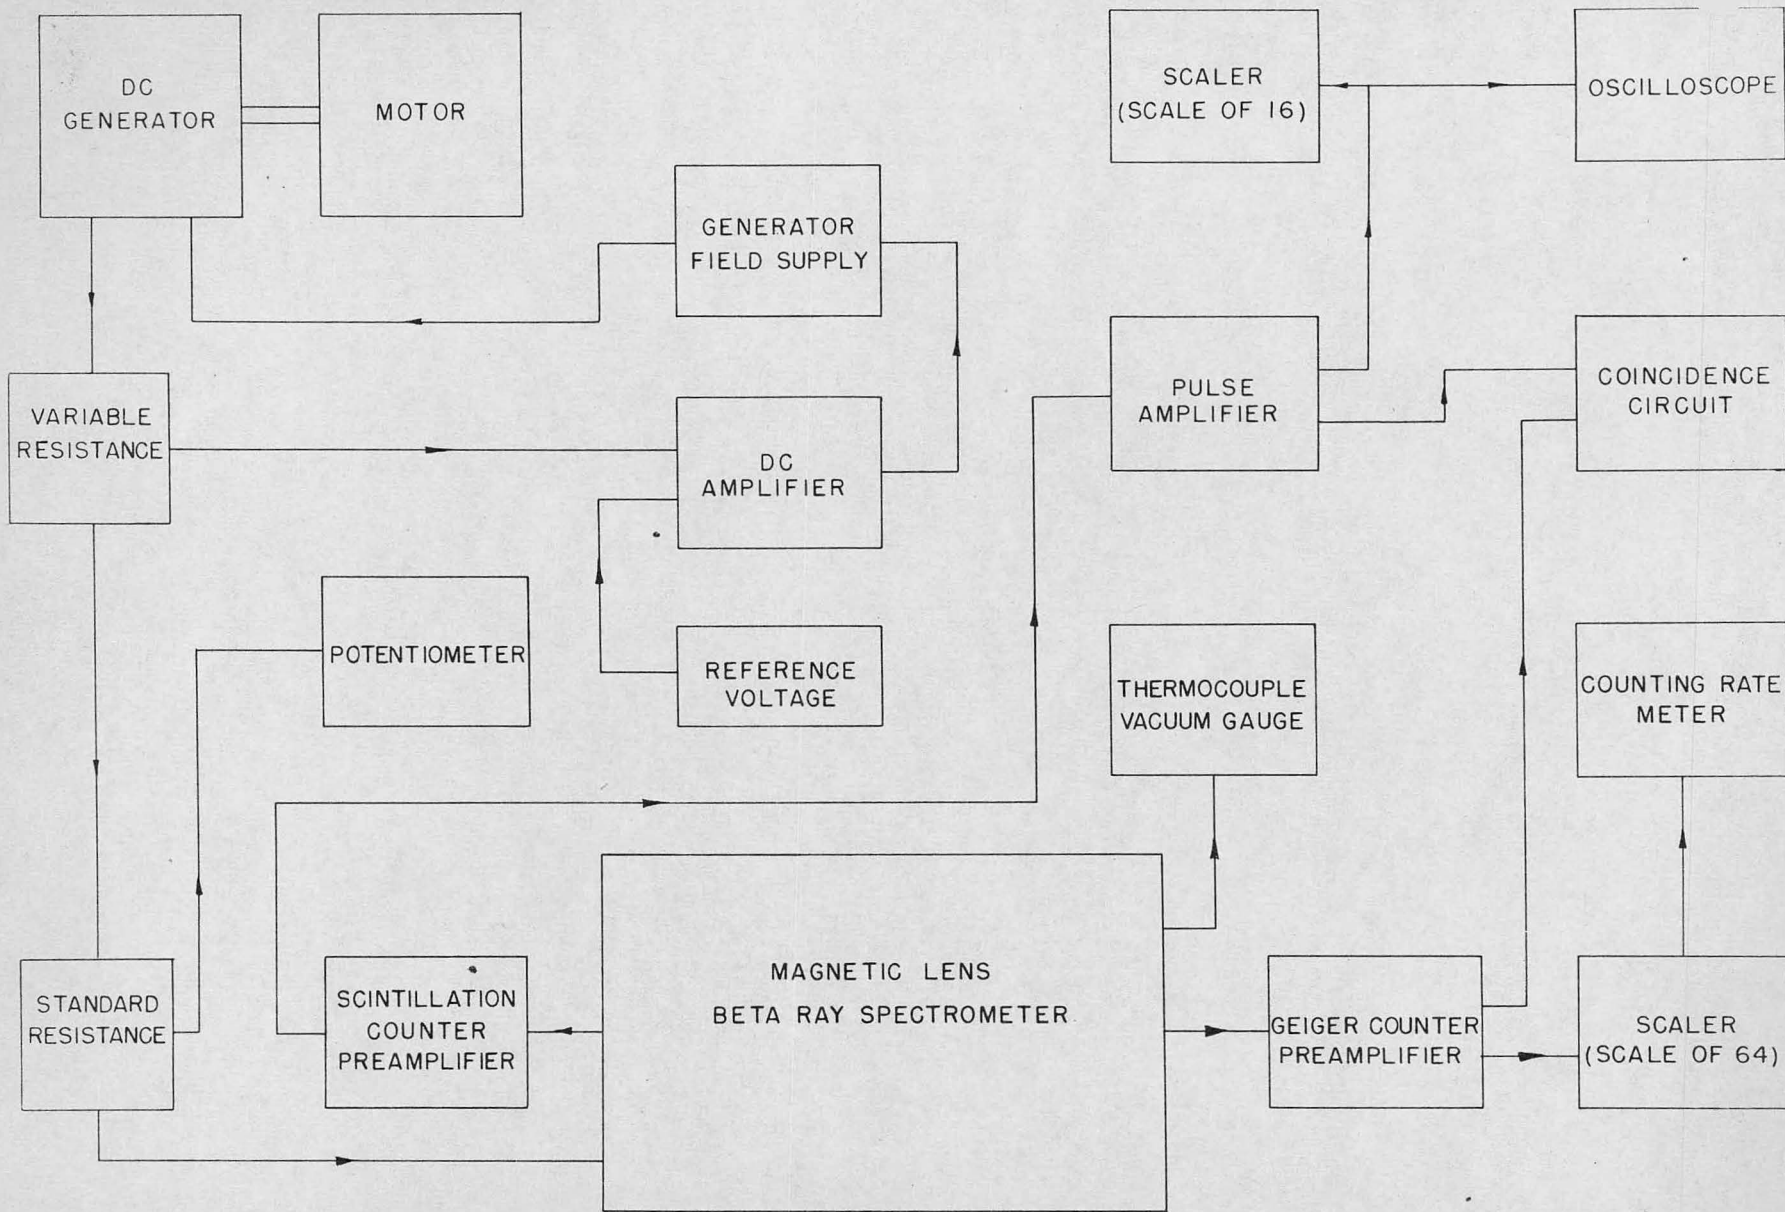 DC
GENERATOR
MOTOR
SCALER
(SCALE OF 16)
OSCILLOSCOPE
GENERATOR
FIELD SUPPLY
VARIABLE
RESISTANCE
DC
AMPLIFIER
PULSE
AMPLIFIER
COINCIDENCE
CIRCUIT
POTENTIOMETER
REFERENCE
VOLTAGE
THERMOCOUPLE
VACUUM GAUGE
COUNTING RATE
METER
STANDARD
RESISTANCE
SCINTILLATION
COUNTER
PREAMPLIFIER
MAGNETIC LENS
BETA RAY SPECTROMETER
GEIGER COUNTER
PREAMPLIFIER
SCALER
(SCALE OF 64)